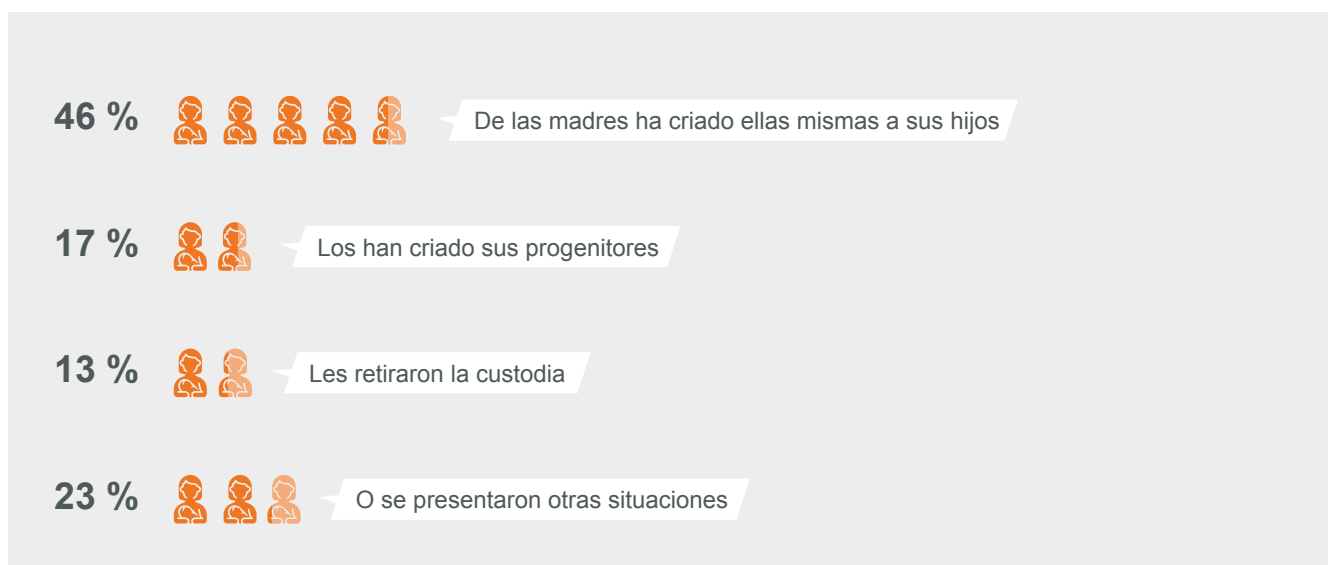 46 %
De las madres ha criado ellas mismas a sus hijos
17 %
Los han criado sus progenitores
13 %
Les retiraron la custodia
23 %
O se presentaron otras situaciones